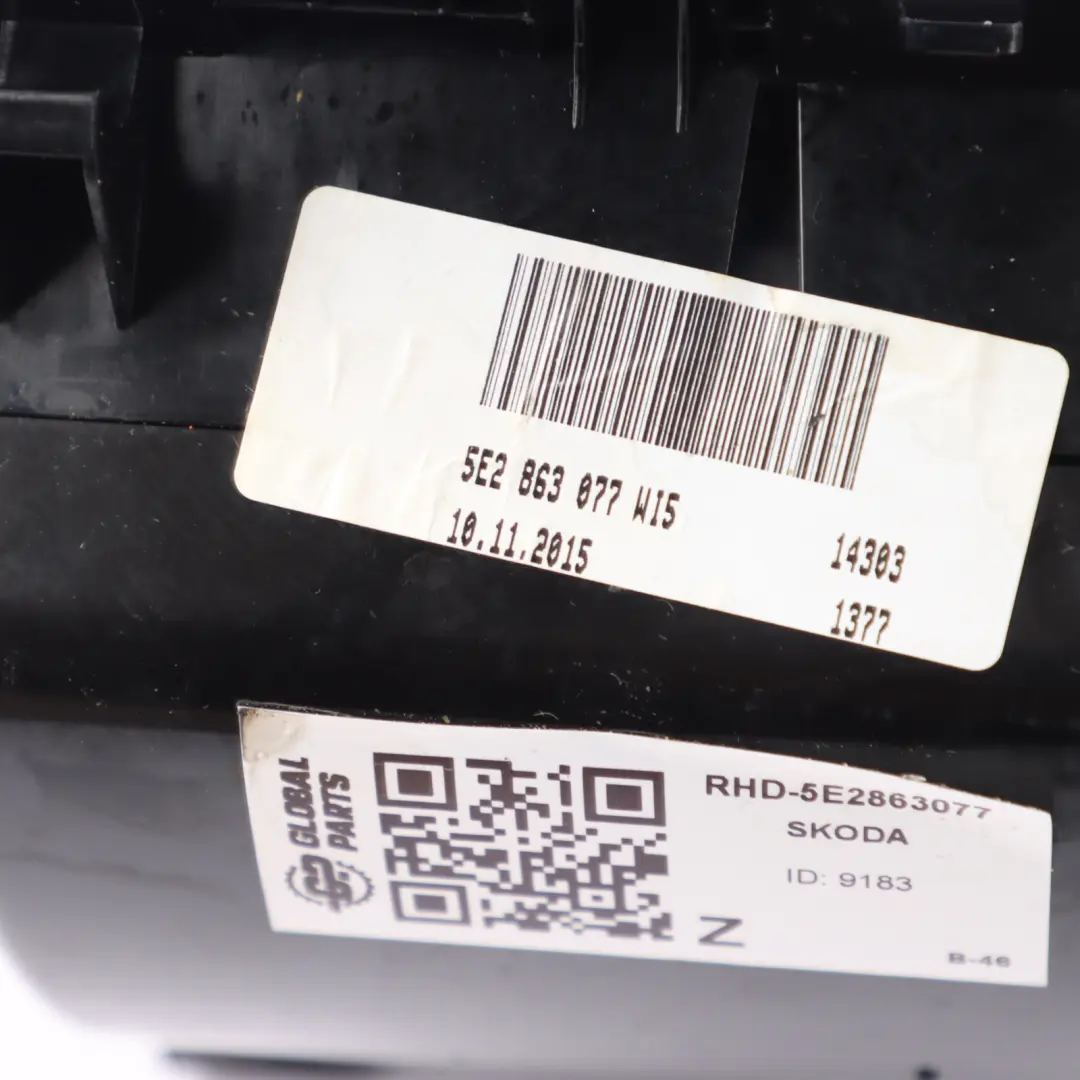 5E2 863 077 WI5
10.11.2015
14303
1377
GLOBAL
PARTS
RHD-5E2863077
SKODA
ID: 9183
Z
B-46